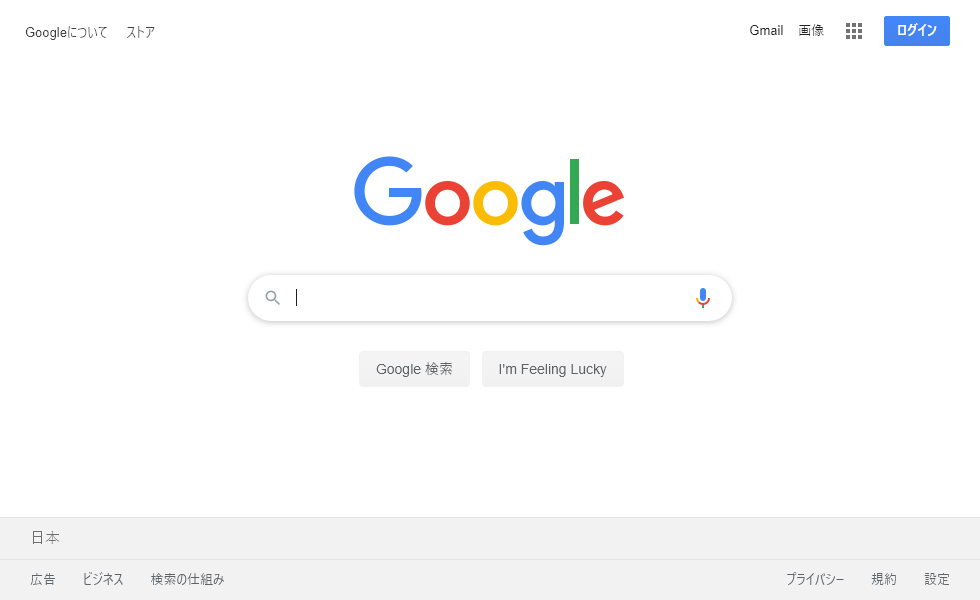 Googleについて ストア
Gmail 画像 ログイン
Google
Google 検索 I'm Feeling Lucky
日本
広告 ビジネス 検索の仕組み
プライバシー 規約 設定